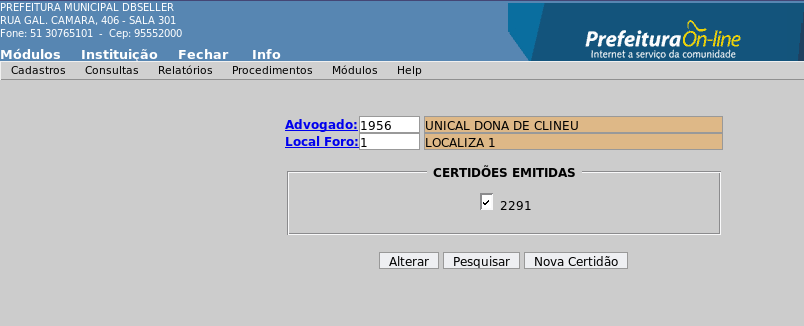 PREFEITURA MUNICIPAL DBSELLER
RUA GAL. CAMARA, 406 - SALA 301
Fone: 51 30765101 - Cep: 95552000
Prefeitura On-line
Internet a serviço da comunidade
Módulos Instituição Fechar Info
Cadastros Consultas Relatórios Procedimentos Módulos Help
Advogado: 1956 UNICAL DONA DE CLINEU
Local Foro: 1 LOCALIZA 1
CERTIDÕES EMITIDAS
2291
Alterar Pesquisar Nova Certidão